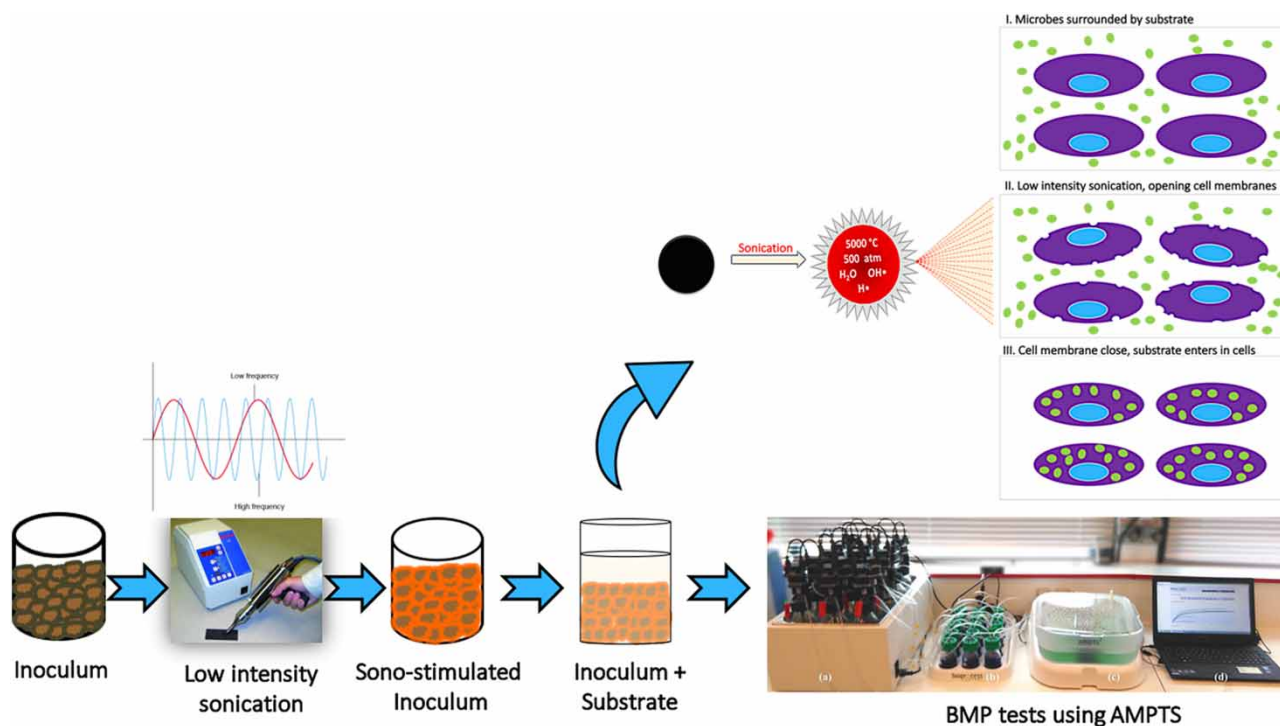 I. Microbes surrounded by substrate
II. Low intensity sonication, opening cell membranes
Sonication
5000 °C
500 atm
H₂O OH•
H•
III. Cell membrane close, substrate enters in cells
Low frequency
High frequency
Inoculum
Low intensity
sonication
Sono-stimulated
Inoculum
Inoculum +
Substrate
(a)
(b)
(c)
(d)
AMPTS
BMP tests using AMPTS